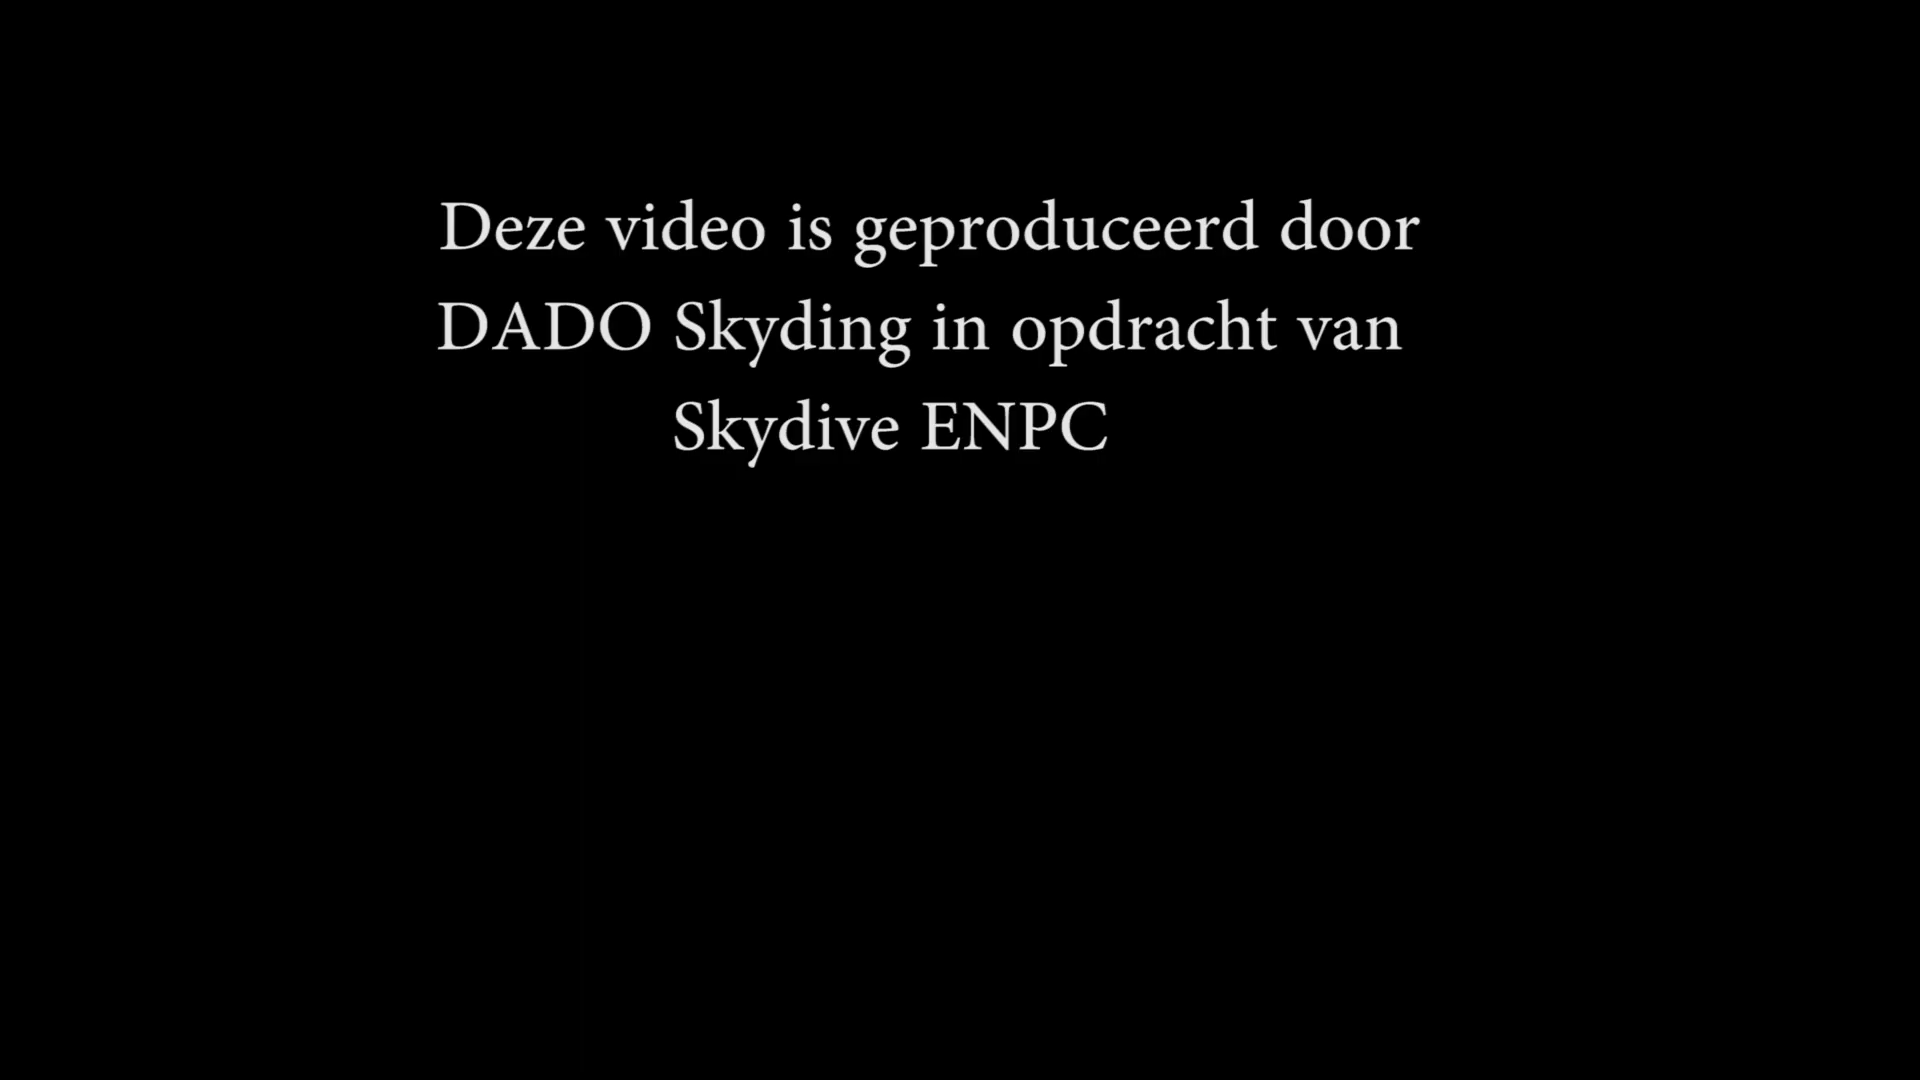 Deze video is geproduceerd door
DADO Skyding in opdracht van
Skydive ENPC